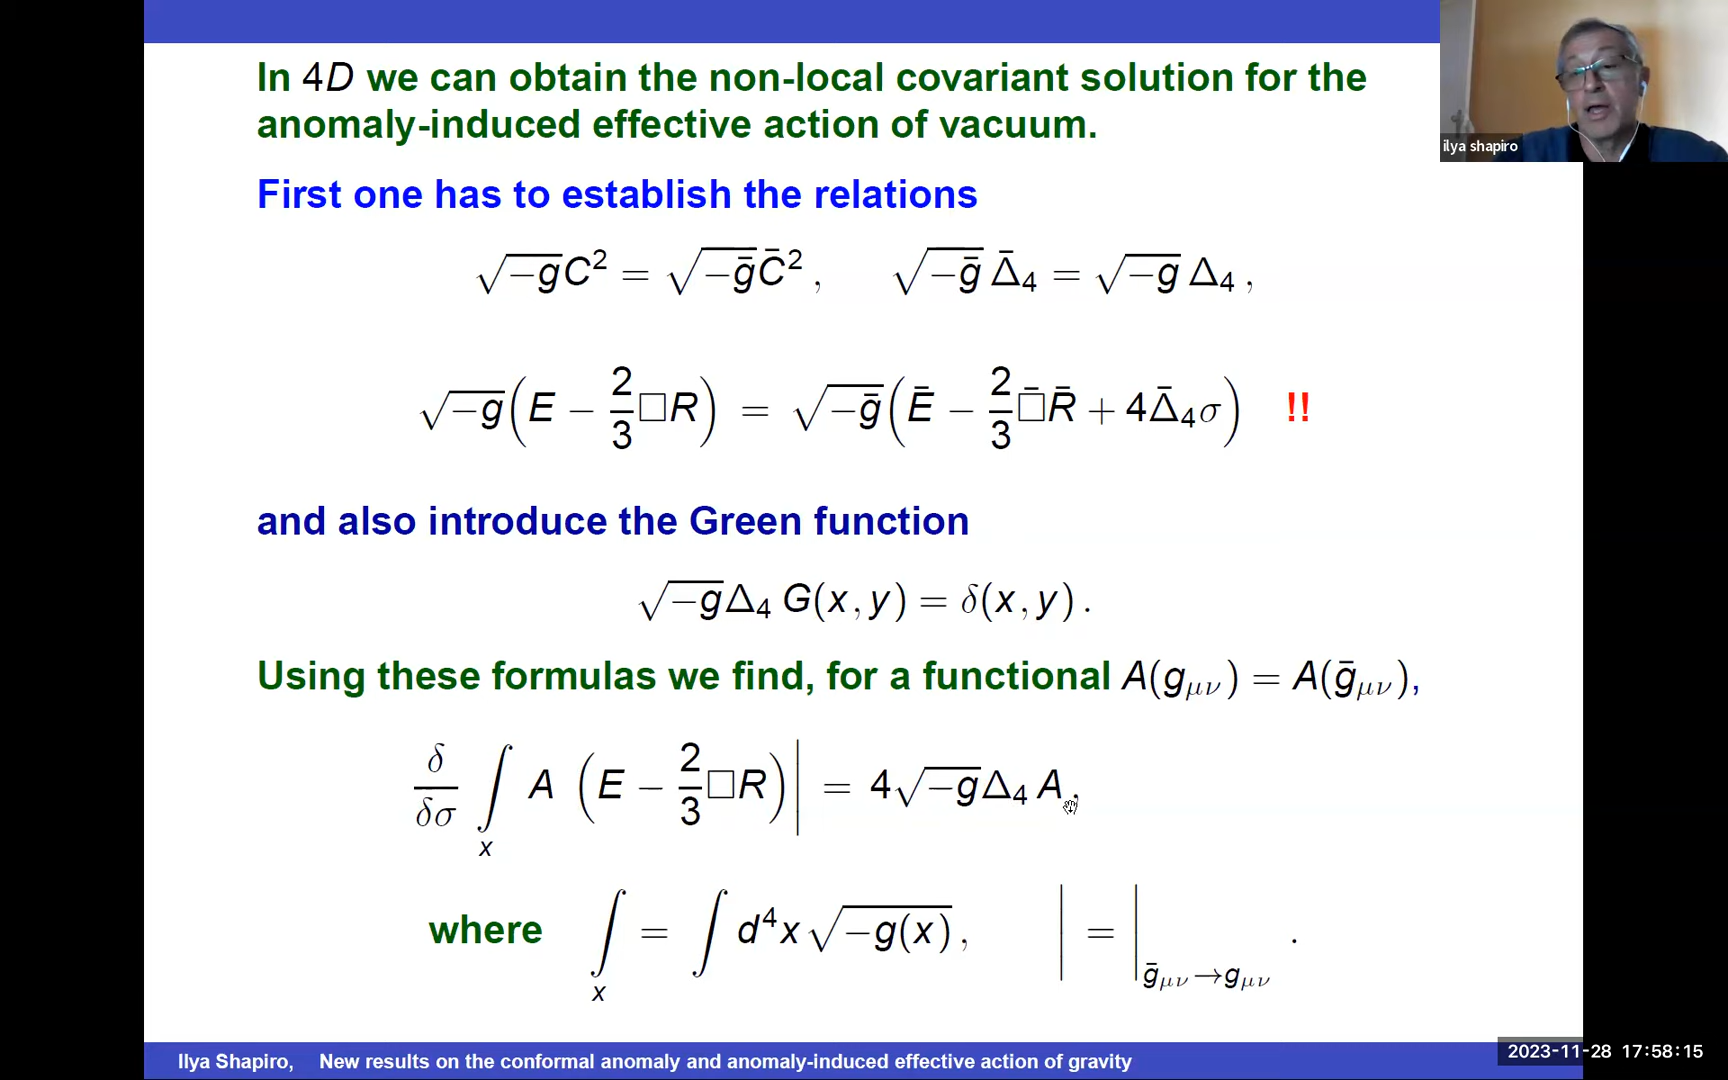 In 4D we can obtain the non-local covariant solution for the
anomaly-induced effective action of vacuum.
ilya shapiro
First one has to establish the relations
√−g C² = √−ḡ C̄² ,   √−ḡ Δ̄₄ = √−g Δ₄ ,
√−g (E − 2/3 □R) = √−ḡ (Ē − 2/3 □̄R̄ + 4Δ̄₄σ)   !!
and also introduce the Green function
√−g Δ₄ G(x, y) = δ(x, y) .
Using these formulas we find, for a functional A(g_μν) = A(ḡ_μν),
δ/δσ ∫_x A (E − 2/3 □R) | = 4√−g Δ₄ A ,
where ∫_x = ∫ d⁴x √−g(x) ,   | = |_{ḡ_μν→g_μν} .
Ilya Shapiro,   New results on the conformal anomaly and anomaly-induced effective action of gravity
2023-11-28 17:58:15